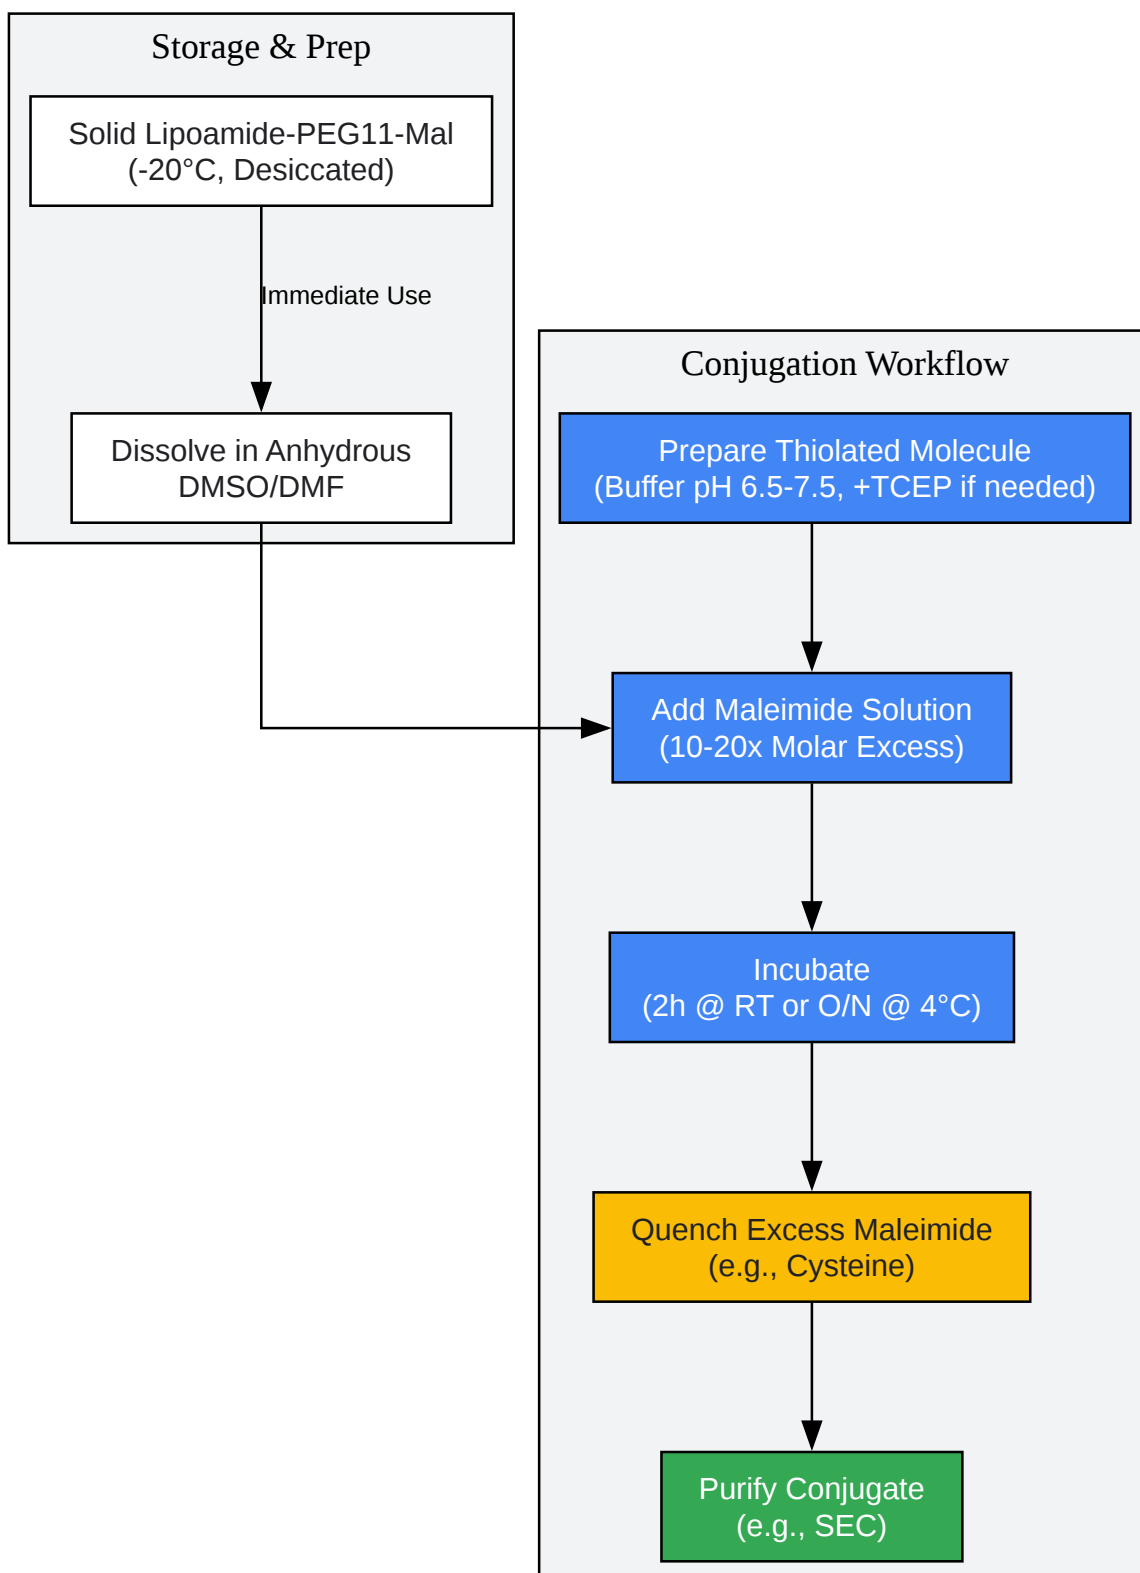 Storage & Prep
Solid Lipoamide-PEG11-Mal
(-20°C, Desiccated)
Immediate Use
Dissolve in Anhydrous
DMSO/DMF
Conjugation Workflow
Prepare Thiolated Molecule
(Buffer pH 6.5-7.5, +TCEP if needed)
Add Maleimide Solution
(10-20x Molar Excess)
Incubate
(2h @ RT or O/N @ 4°C)
Quench Excess Maleimide
(e.g., Cysteine)
Purify Conjugate
(e.g., SEC)